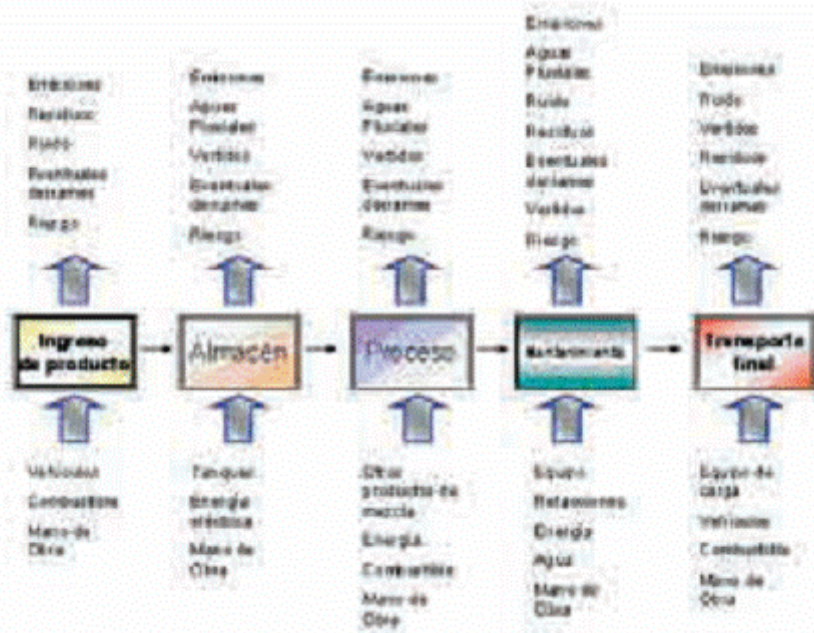 Emisiones
Residuos
Ruido
Eventuales
derrames
Riesgo
Emisiones
Aguas
Pluviales
Vertidos
Eventuales
derrames
Riesgo
Emisiones
Aguas
Pluviales
Vertidos
Eventuales
derrames
Riesgo
Emisiones
Aguas
Pluviales
Ruido
Residuos
Eventuales
derrames
Vertidos
Riesgo
Emisiones
Ruido
Vertidos
Residuos
Eventuales
derrames
Riesgo
Ingreso
de producto
Almacén
Proceso
Mantenimiento
Transporte
final
Vehículos
Combustible
Mano de
Obra
Tanques
Energía
eléctrica
Mano de
Obra
Otros
productos de
mezcla
Energía
Combustible
Mano de
Obra
Equipo
Refacciones
Energía
Agua
Mano de
Obra
Equipo de
carga
Vehículos
Combustible
Mano de
Obra